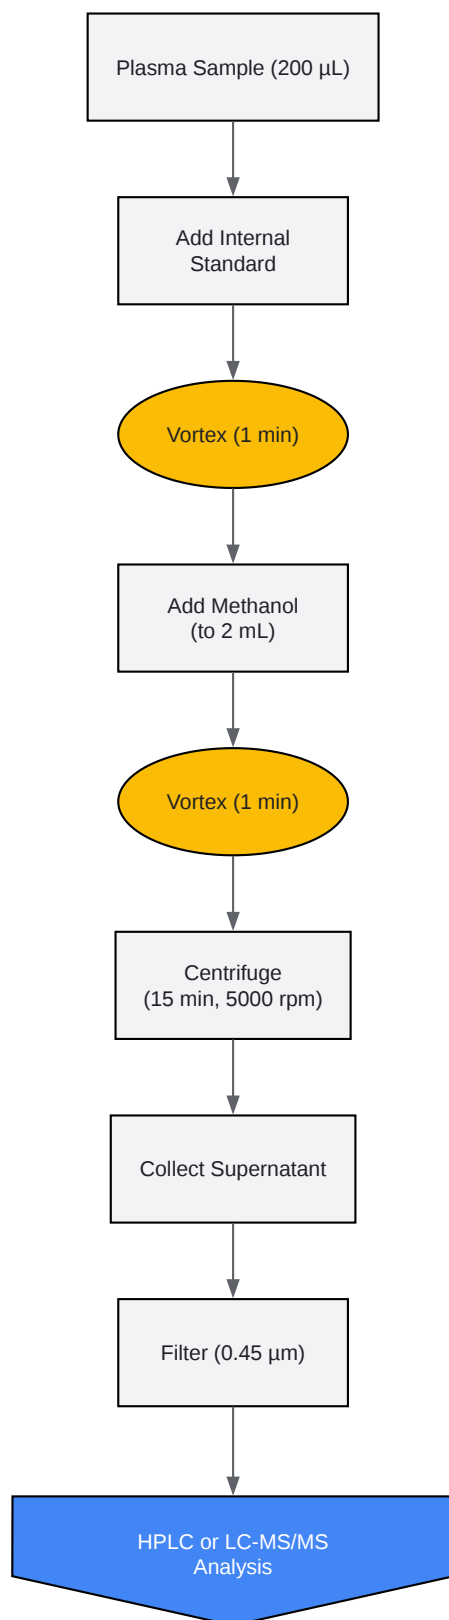 Plasma Sample (200 µL)
Add Internal
Standard
Vortex (1 min)
Add Methanol
(to 2 mL)
Vortex (1 min)
Centrifuge
(15 min, 5000 rpm)
Collect Supernatant
Filter (0.45 µm)
HPLC or LC-MS/MS
Analysis